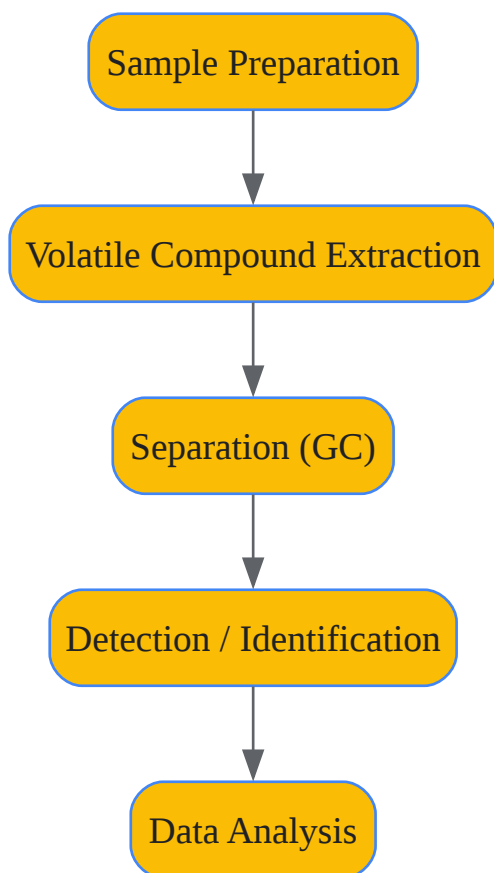 Sample Preparation
Volatile Compound Extraction
Separation (GC)
Detection / Identification
Data Analysis